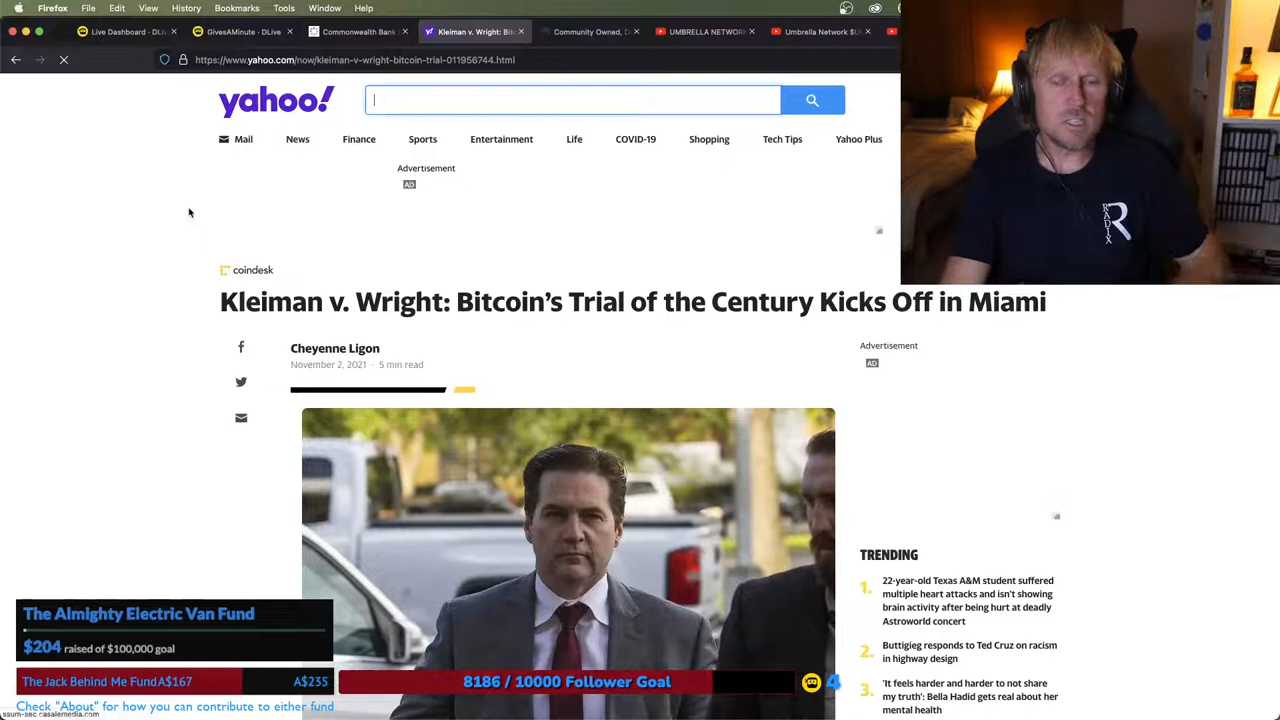 Firefox File Edit View History Bookmarks
Live Dashboard - DLiv
GivesAMinute - DLive
Commonwealth Bank
Kleiman v. Wright: Bitc
Community Owned, D
UMBRELLA NETWORK
Umbrella Network $U
https://www.yahoo.com/now/kleiman-v-wright-bitcoin-trial-011956744.html
yahoo!
Mail News Finance Sports Entertainment Life COVID-19 Shopping Tech Tips Yahoo Plus
Advertisement
AD
RADIX
coindesk
Kleiman v. Wright: Bitcoin's Trial of the Century Kicks Off in Miami
Cheyenne Ligon
November 2, 2021 · 5 min read
Advertisement
AD
TRENDING
1. 22-year-old Texas A&M student suffered
multiple heart attacks and isn't showing
brain activity after being hurt at deadly
Astroworld concert
2. Buttigieg responds to Ted Cruz on racism
in highway design
3. 'It feels harder and harder to not share
my truth': Bella Hadid gets real about her
mental health
The Almighty Electric Van Fund
$204 raised of $100,000 goal
The Jack Behind Me Fund A$167 A$235
8186 / 10000 Follower Goal
4
Check "About" for how you can contribute to either fund
ssum-sec.casalemedia.com